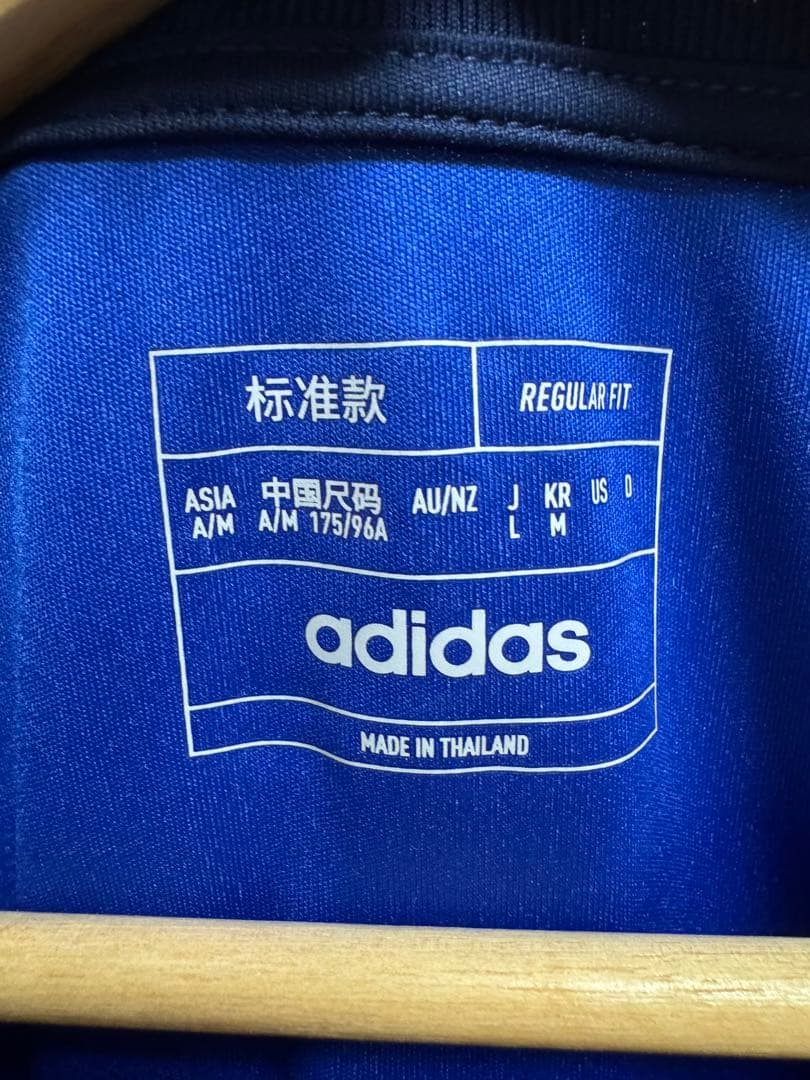 标准款 REGULAR FIT
ASIA 中国尺码 AU/NZ J KR US D
A/M A/M 175/96A L M
adidas
MADE IN THAILAND